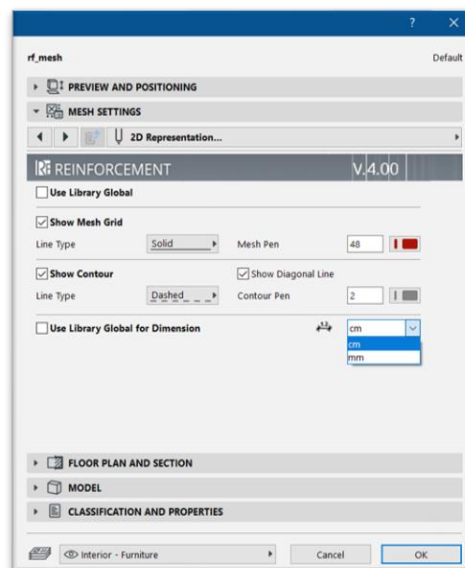 ?
rf_mesh Default
PREVIEW AND POSITIONING
MESH SETTINGS
2D Representation...
RF REINFORCEMENT V.4.00
Use Library Global
Show Mesh Grid
Line Type Solid Mesh Pen 48
Show Contour Show Diagonal Line
Line Type Dashed Contour Pen 2
Use Library Global for Dimension cm
cm
mm
FLOOR PLAN AND SECTION
MODEL
CLASSIFICATION AND PROPERTIES
Interior - Furniture Cancel OK